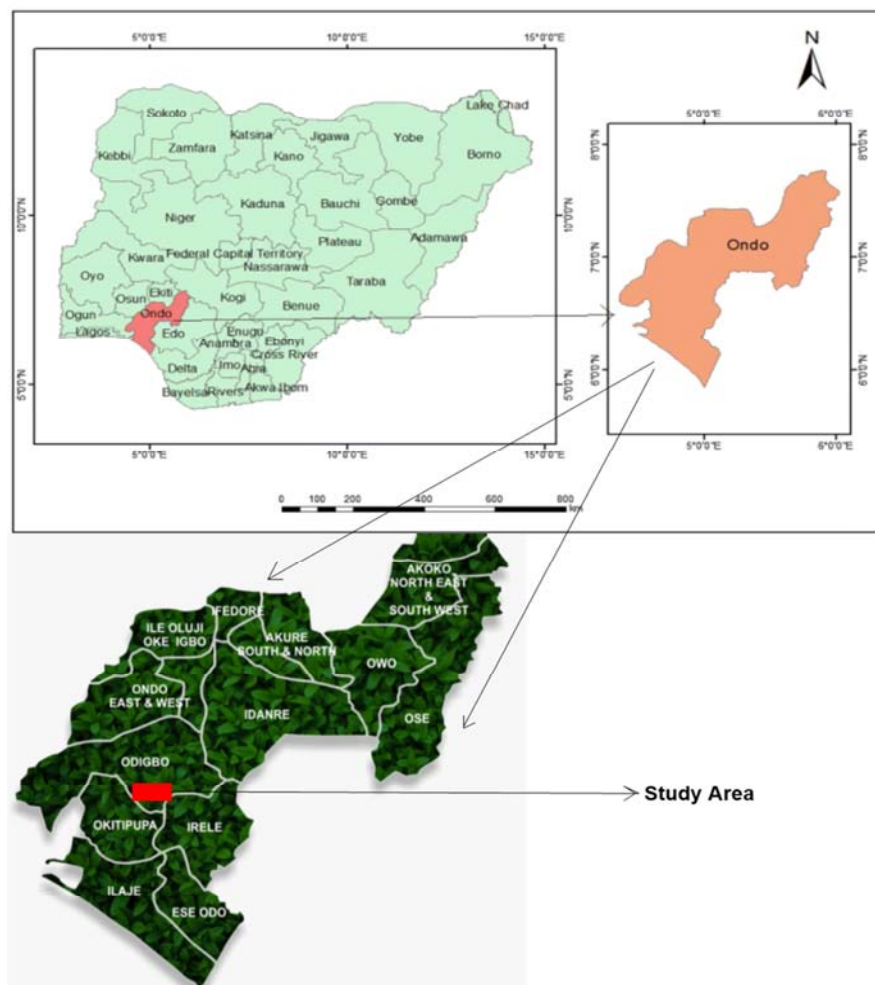 5°0'0"E
10°0'0"E
15°0'0"E
N
10°0'0"N
5°0'0"N
Lake Chad
Sokoto
Katsina
Jigawa
Yobe
Zamfara
Kebbi
Kano
Borno
Kaduna
Bauchi
Gombe
Niger
Adamawa
Plateau
Kwara
Federal Capital Territory
Nassarawa
Oyo
Taraba
Ekiti
Osun
Kogi
Benue
Ogun
Ondo
Lagos
Edo
Enugu
Anambra
Ebonyi
Cross River
Delta
Imo
Abia
Bayelsa
Rivers
Akwa Ibom
10°0'0"N
5°0'0"N
5°0'0"E
10°0'0"E
15°0'0"E
5°0'0"E
6°0'0"E
8°0'0"N
7°0'0"N
6°0'0"N
Ondo
8°0'0"N
7°0'0"N
6°0'0"N
5°0'0"E
6°0'0"E
0 100 200 400 600 800
km
AKOKO
NORTH EAST
&
SOUTH WEST
IFEDORE
ILE OLUJI
OKE IGBO
AKURE
SOUTH & NORTH
OWO
ONDO
EAST & WEST
IDANRE
OSE
ODIGBO
Study Area
OKITIPUPA
IRELE
ILAJE
ESE ODO